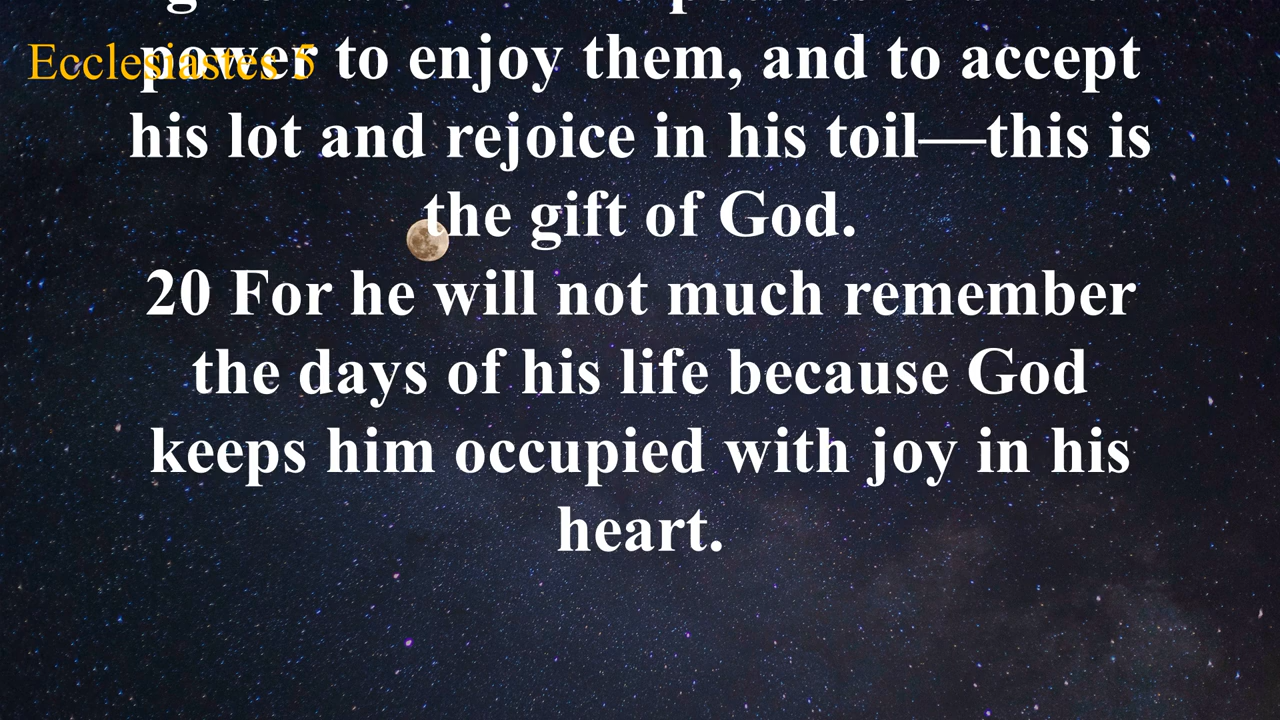 Ecclesiastes 5
power to enjoy them, and to accept
his lot and rejoice in his toil—this is
the gift of God.
20 For he will not much remember
the days of his life because God
keeps him occupied with joy in his
heart.